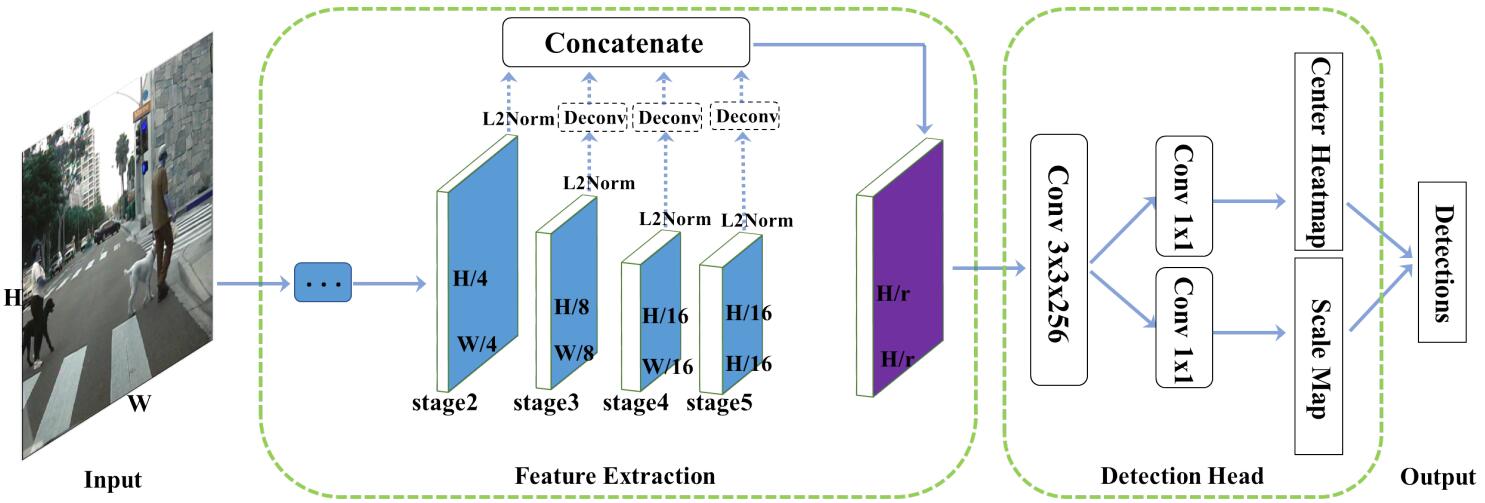 Concatenate
L2Norm
Deconv
Deconv
Deconv
L2Norm
L2Norm
L2Norm
H
W
...
H/4
W/4
H/8
W/8
H/16
W/16
H/16
H/16
H/r
H/r
stage2
stage3
stage4
stage5
Conv 3x3x256
Conv 1x1
Conv 1x1
Center Heatmap
Scale Map
Detections
Input
Feature Extraction
Detection Head
Output